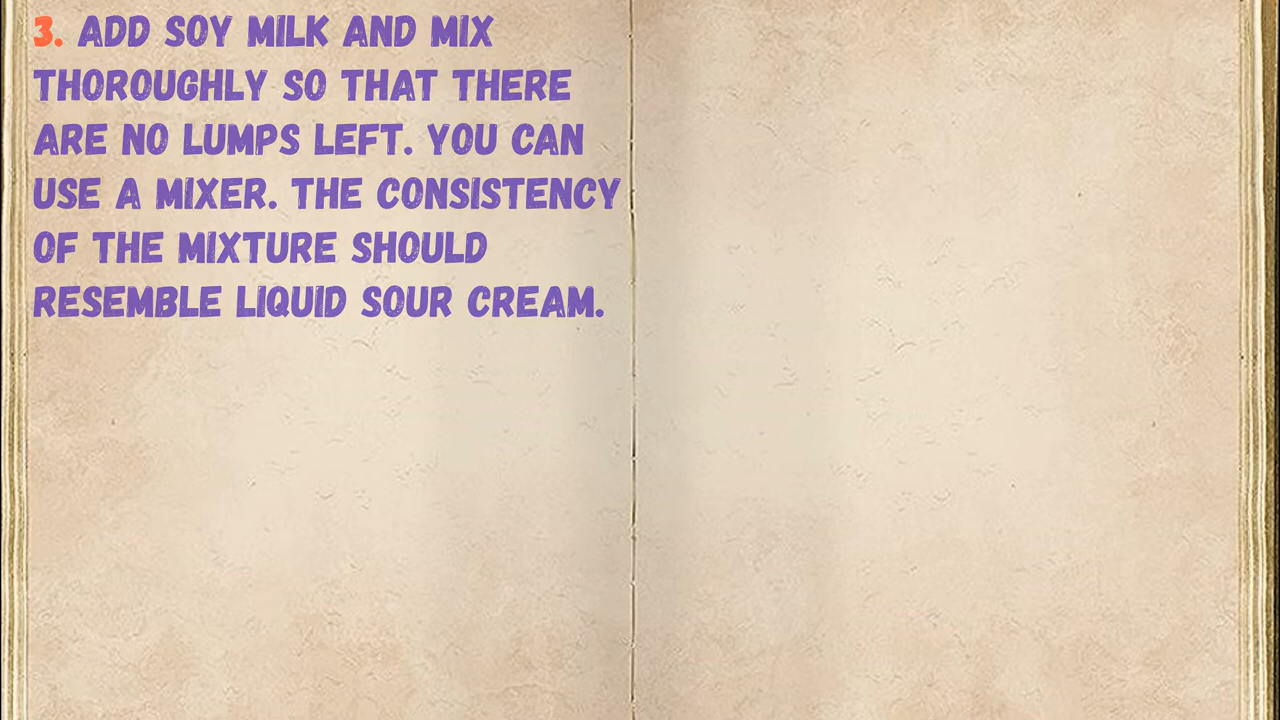 3. ADD SOY MILK AND MIX
THOROUGHLY SO THAT THERE
ARE NO LUMPS LEFT. YOU CAN
USE A MIXER. THE CONSISTENCY
OF THE MIXTURE SHOULD
RESEMBLE LIQUID SOUR CREAM.